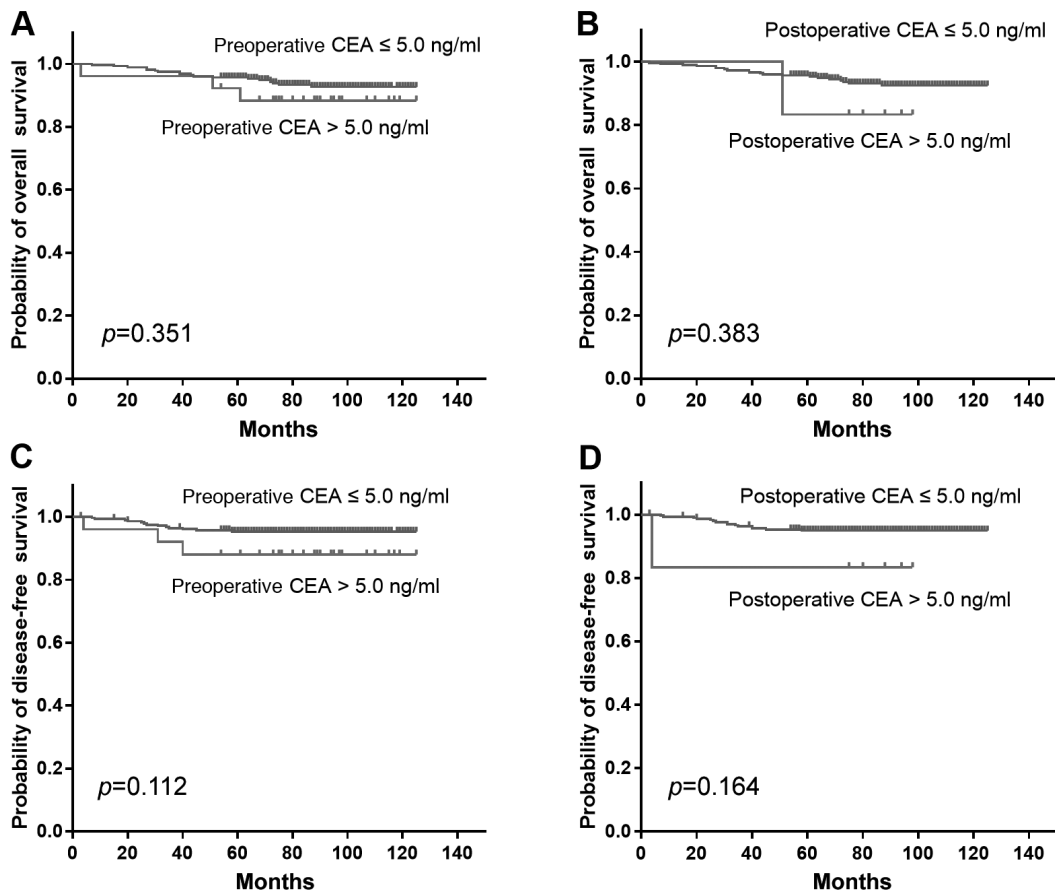 A
Probability of overall survival
1.0
0.8
0.6
0.4
0.2
0.0
Preoperative CEA ≤ 5.0 ng/ml
Preoperative CEA > 5.0 ng/ml
p=0.351
0 20 40 60 80 100 120 140
Months
B
Probability of overall survival
1.0
0.8
0.6
0.4
0.2
0.0
Postoperative CEA ≤ 5.0 ng/ml
Postoperative CEA > 5.0 ng/ml
p=0.383
0 20 40 60 80 100 120 140
Months
C
Probability of disease-free survival
1.0
0.8
0.6
0.4
0.2
0.0
Preoperative CEA ≤ 5.0 ng/ml
Preoperative CEA > 5.0 ng/ml
p=0.112
0 20 40 60 80 100 120 140
Months
D
Probability of disease-free survival
1.0
0.8
0.6
0.4
0.2
0.0
Postoperative CEA ≤ 5.0 ng/ml
Postoperative CEA > 5.0 ng/ml
p=0.164
0 20 40 60 80 100 120 140
Months